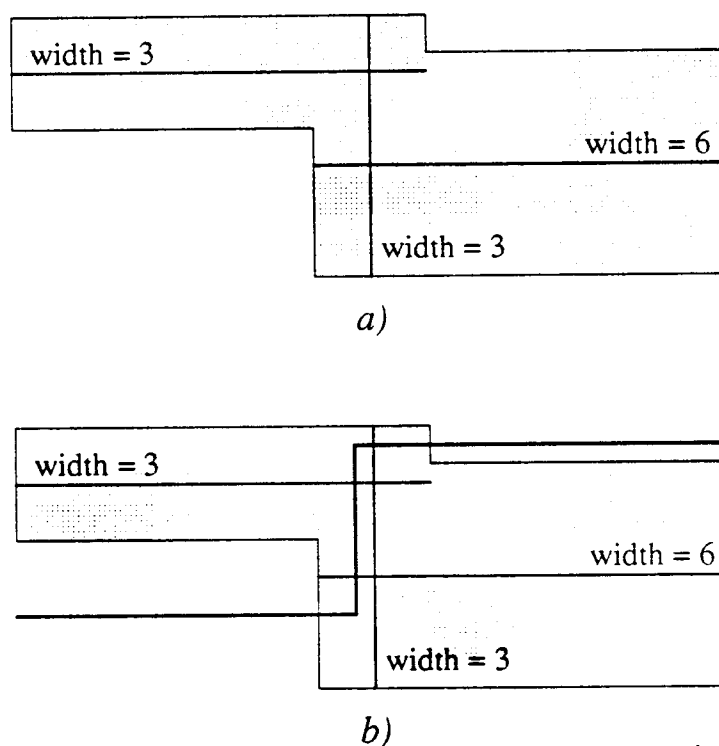 width = 3
width = 6
width = 3
a)
width = 3
width = 6
width = 3
b)